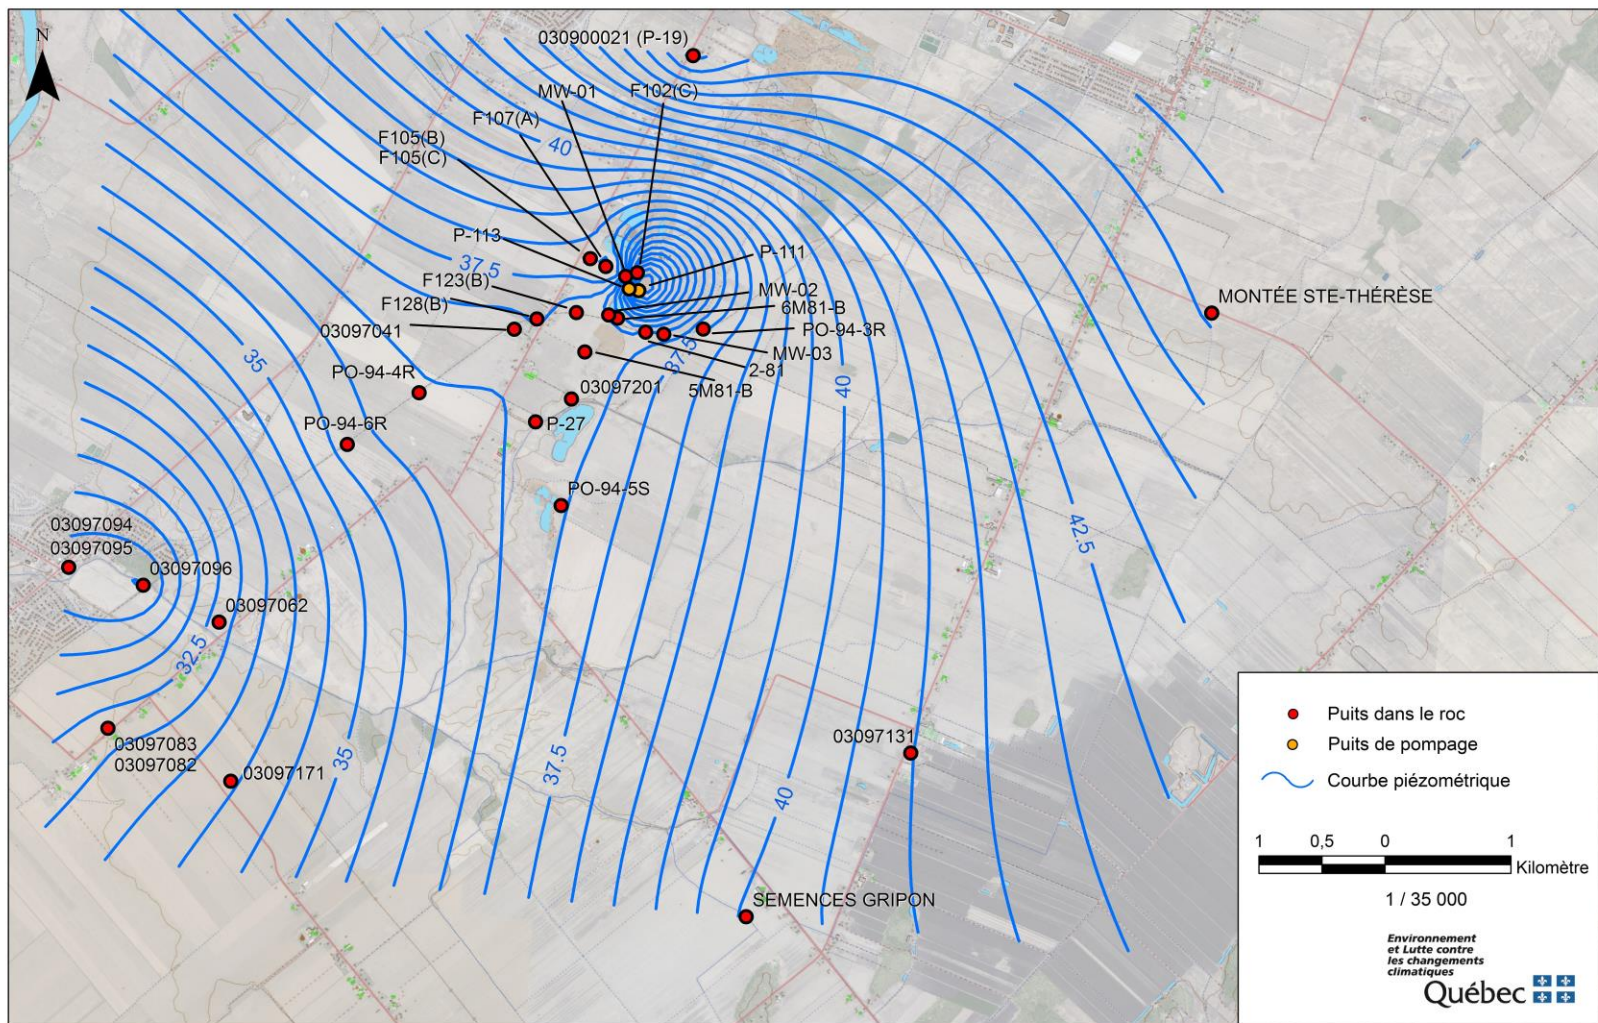 N
030900021 (P-19)
MW-01
F102(C)
F107(A)
F105(B)
F105(C)
40
P-113
P-111
37.5
F123(B)
MW-02
F128(B)
6M81-B
MONTÉE STE-THÉRÈSE
03097041
PO-94-3R
37.5
MW-03
35
2-81
PO-94-4R
5M81-B
40
03097201
PO-94-6R
P-27
PO-94-5S
03097094
03097095
42.5
03097096
03097062
32.5
03097083
03097082
03097171
35
37.5
03097131
40
SEMENCES GRIPON
Puits dans le roc
Puits de pompage
Courbe piézométrique
1 0,5 0 1
Kilomètre
1 / 35 000
Environnement
et Lutte contre
les changements
climatiques
Québec